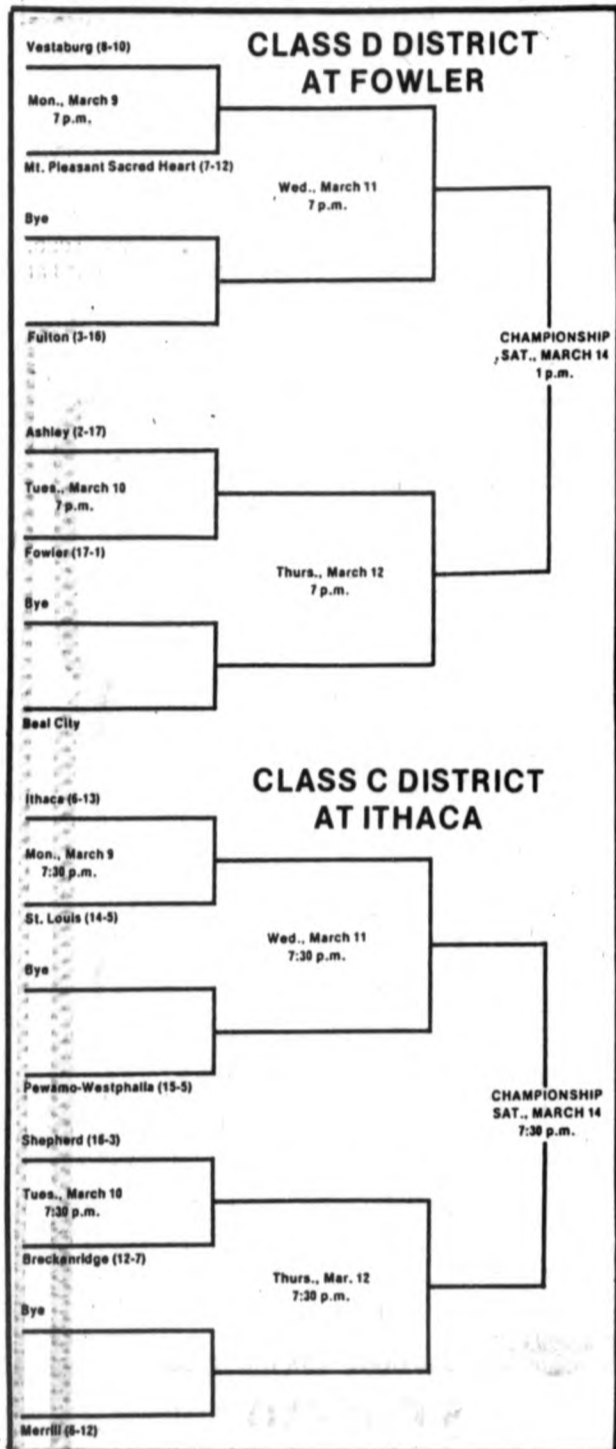 CLASS D DISTRICT
AT FOWLER
Vestaburg (8-10)
Mon., March 9
7 p.m.
Mt. Pleasant Sacred Heart (7-12)
Wed., March 11
7 p.m.
Bye
Fulton (3-16)
CHAMPIONSHIP
SAT., MARCH 14
1 p.m.
Ashley (2-17)
Tues., March 10
7 p.m.
Fowler (17-1)
Thurs., March 12
7 p.m.
Bye
Beal City
CLASS C DISTRICT
AT ITHACA
Ithaca (6-13)
Mon., March 9
7:30 p.m.
St. Louis (14-5)
Wed., March 11
7:30 p.m.
Bye
Pewamo-Westphalia (15-5)
CHAMPIONSHIP
SAT., MARCH 14
7:30 p.m.
Shepherd (16-3)
Tues., March 10
7:30 p.m.
Breckenridge (12-7)
Thurs., Mar. 12
7:30 p.m.
Bye
Merrill (6-12)